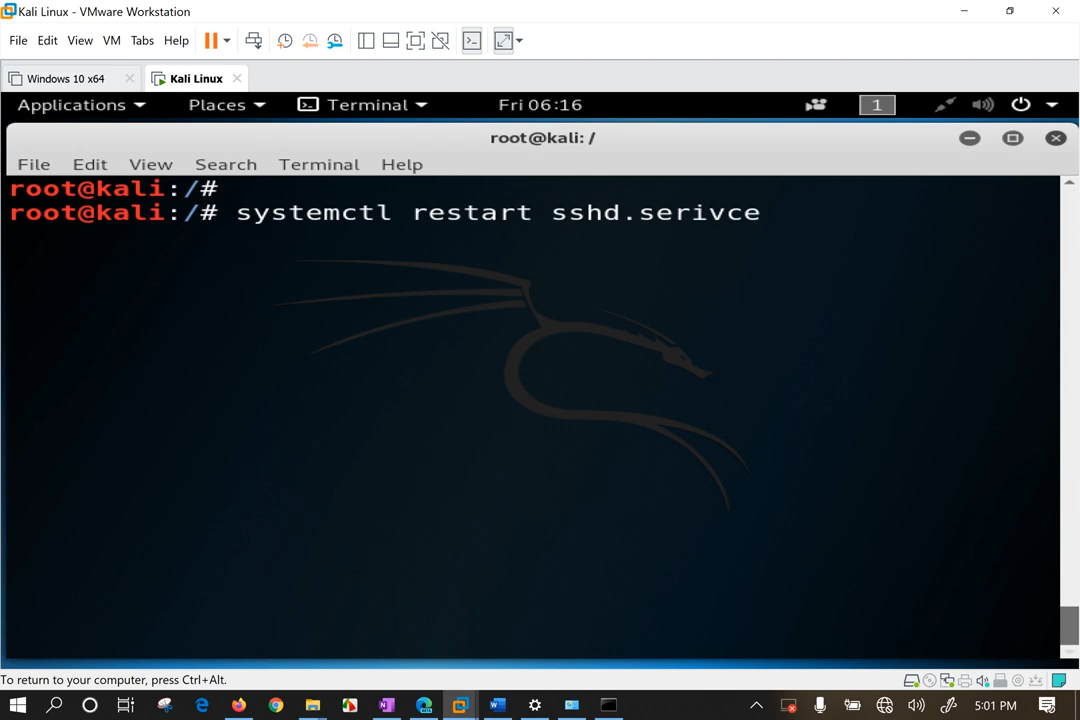 Kali Linux - VMware Workstation
File Edit View VM Tabs Help
Windows 10 x64 Kali Linux
Applications Places Terminal Fri 06:16 1
root@kali: /
File Edit View Search Terminal Help
root@kali:/#
root@kali:/# systemctl restart sshd.serivce
To return to your computer, press Ctrl+Alt.
5:01 PM